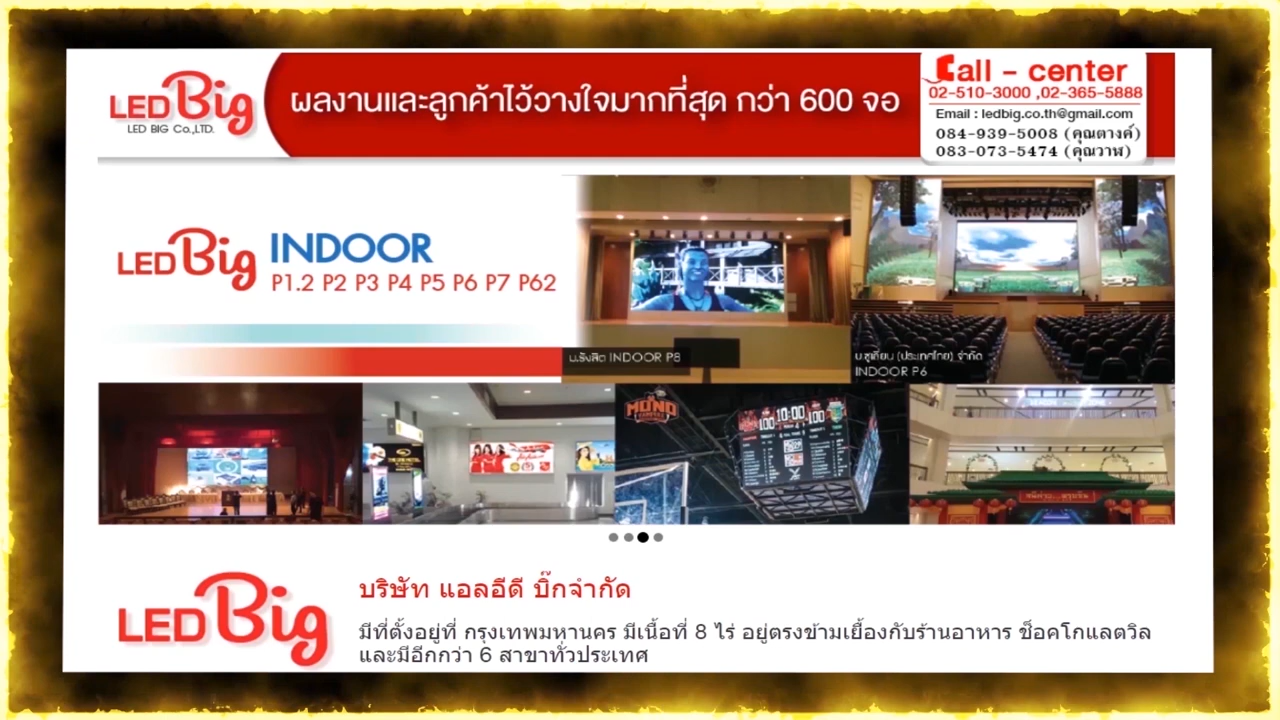 LED Big
LED BIG Co.,LTD.
ผลงานและลูกค้าไว้วางใจมากที่สุด กว่า 600 จอ
Call - center
02-510-3000 ,02-365-5888
Email : ledbig.co.th@gmail.com
084-939-5008 (คุณตางค์)
083-073-5474 (คุณวาฬ)
LED Big INDOOR
P1.2 P2 P3 P4 P5 P6 P7 P62
ม.รังสิต INDOOR P8
บ.ซูเลียน (ประเทศไทย) จำกัด
INDOOR P6
MONO
100 10:00 100
LED Big
บริษัท แอลอีดี บิ๊กจำกัด
มีที่ตั้งอยู่ที่ กรุงเทพมหานคร มีเนื้อที่ 8 ไร่ อยู่ตรงข้ามเยื้องกับร้านอาหาร ช็อคโกแลตวิล
และมีอีกกว่า 6 สาขาทั่วประเทศ